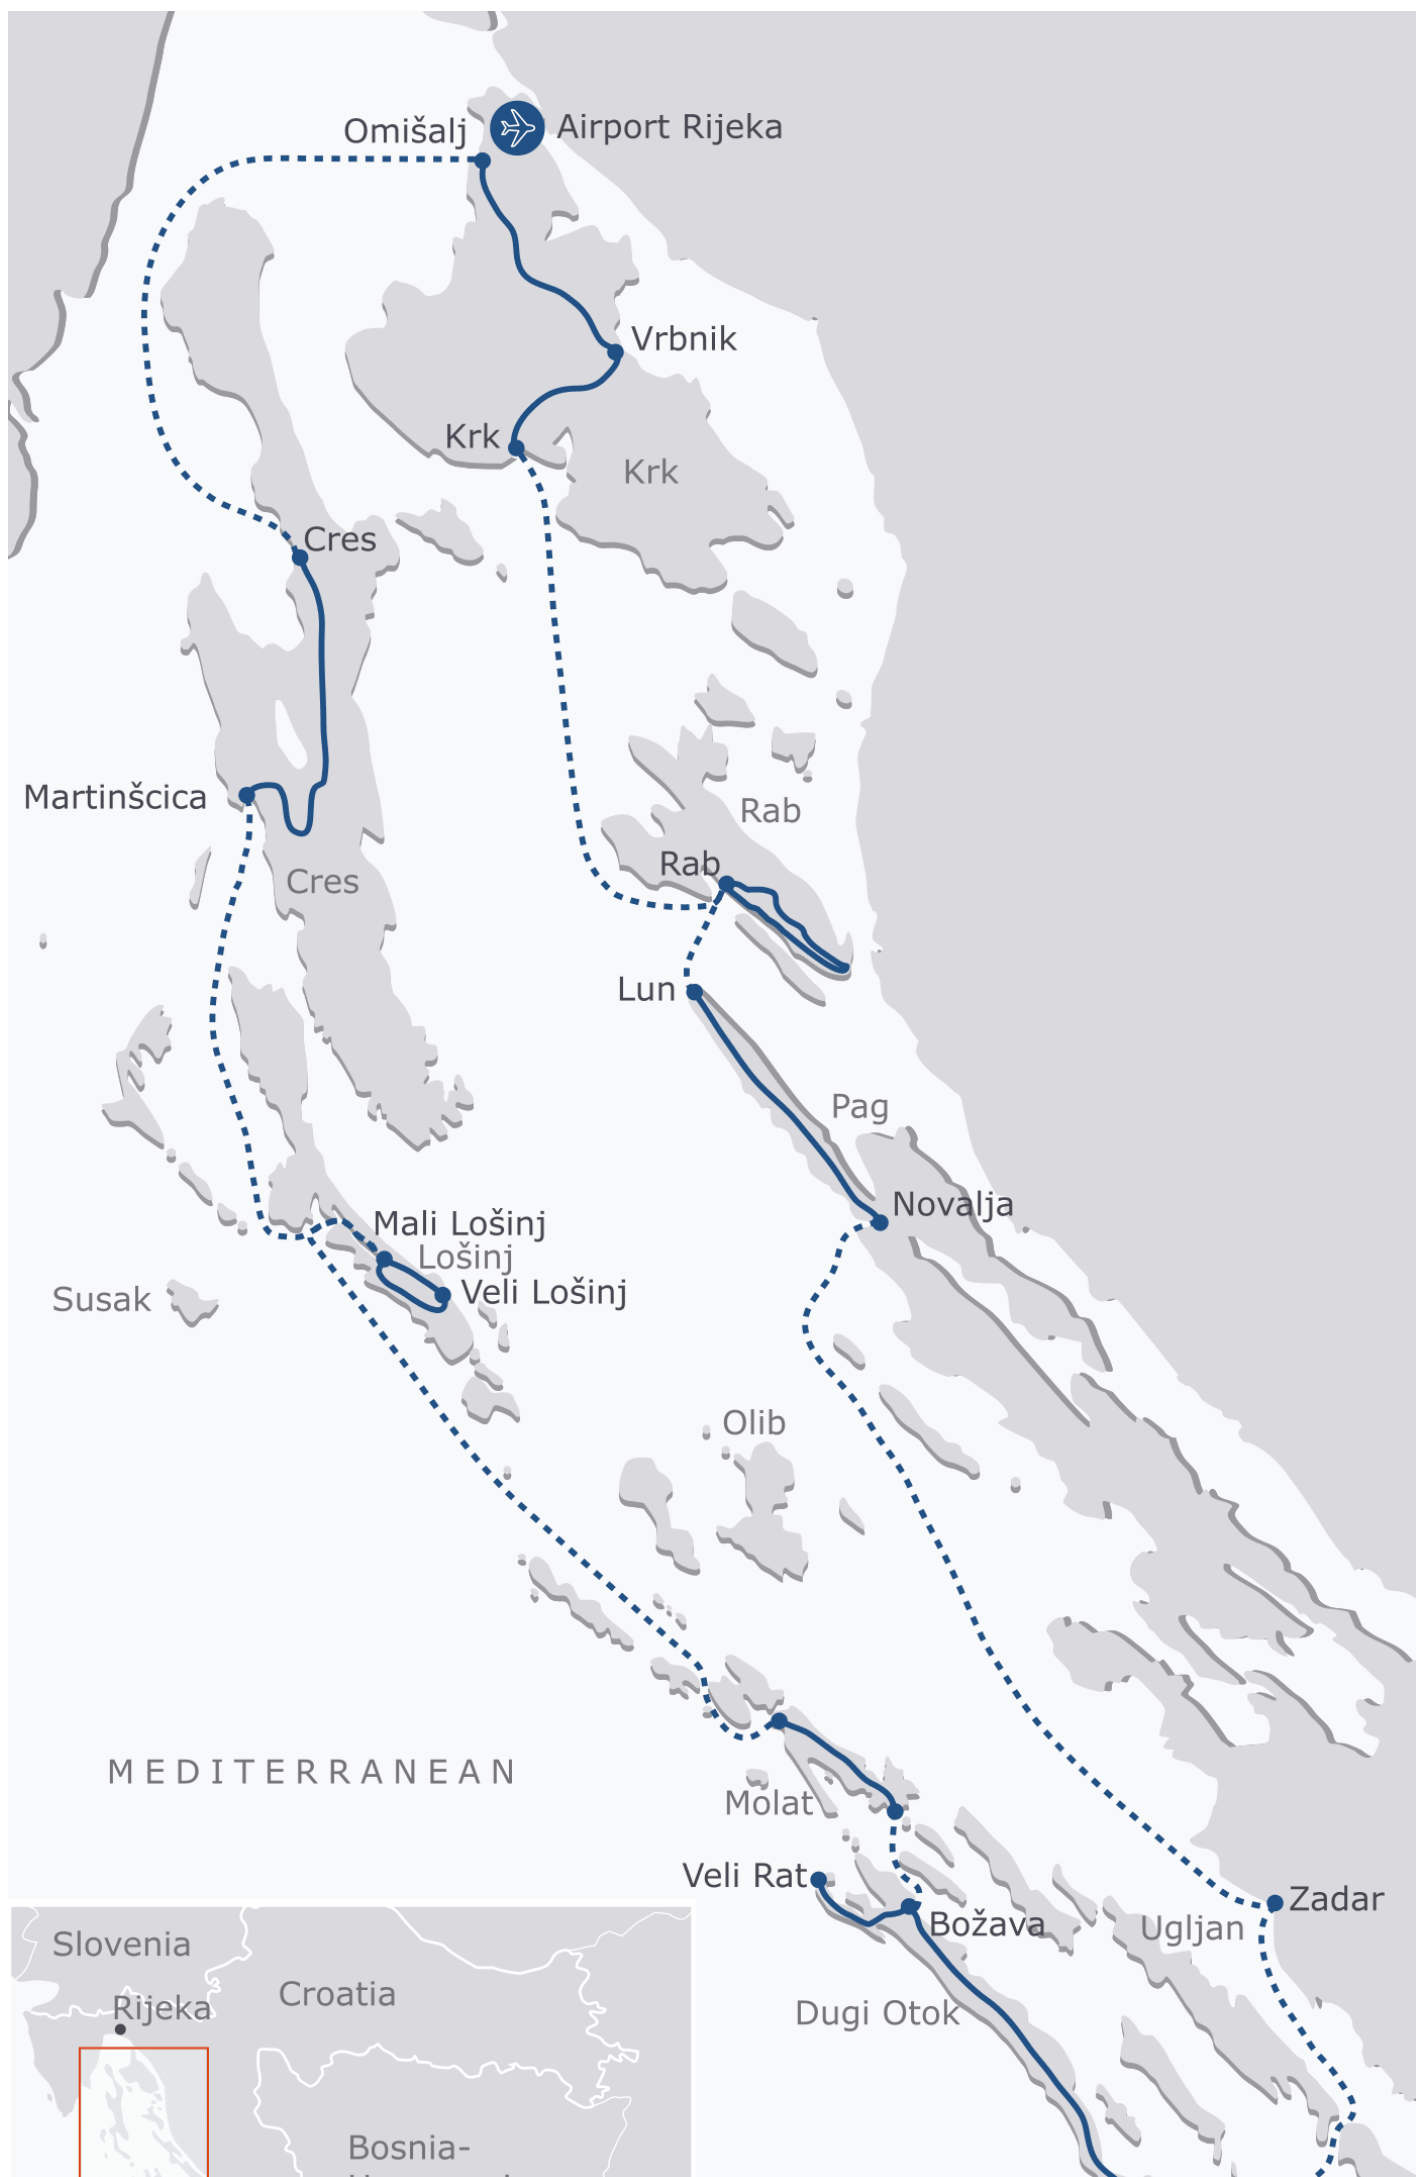 Omišalj
Airport Rijeka
Vrbnik
Krk
Krk
Cres
Martinšcica
Rab
Rab
Cres
Lun
Pag
Novalja
Mali Lošinj
Lošinj
Veli Lošinj
Susak
Olib
MEDITERRANEAN
Molat
Veli Rat
Božava
Zadar
Ugljan
Dugi Otok
Slovenia
Rijeka
Croatia
Bosnia-